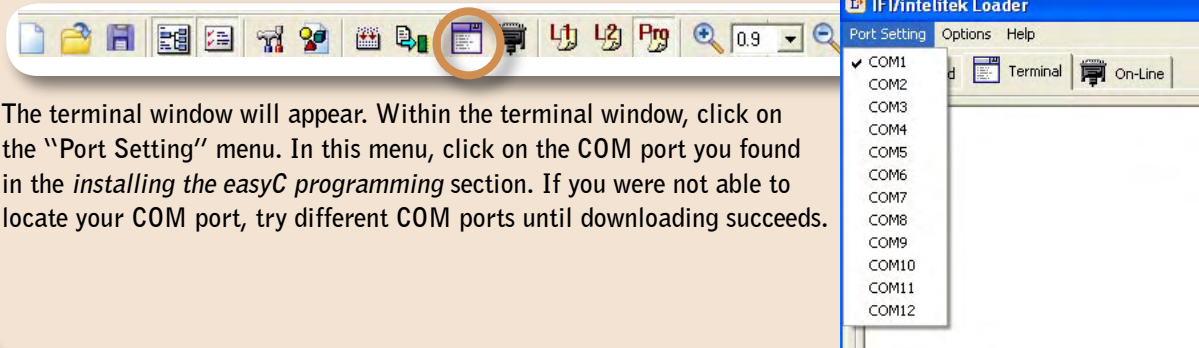 L1 L2 Prg 0.9
The terminal window will appear. Within the terminal window, click on
the "Port Setting" menu. In this menu, click on the COM port you found
in the installing the easyC programming section. If you were not able to
locate your COM port, try different COM ports until downloading succeeds.
IFI/intelitek Loader
Port Setting Options Help
d Terminal On-Line
COM1
COM2
COM3
COM4
COM5
COM6
COM7
COM8
COM9
COM10
COM11
COM12